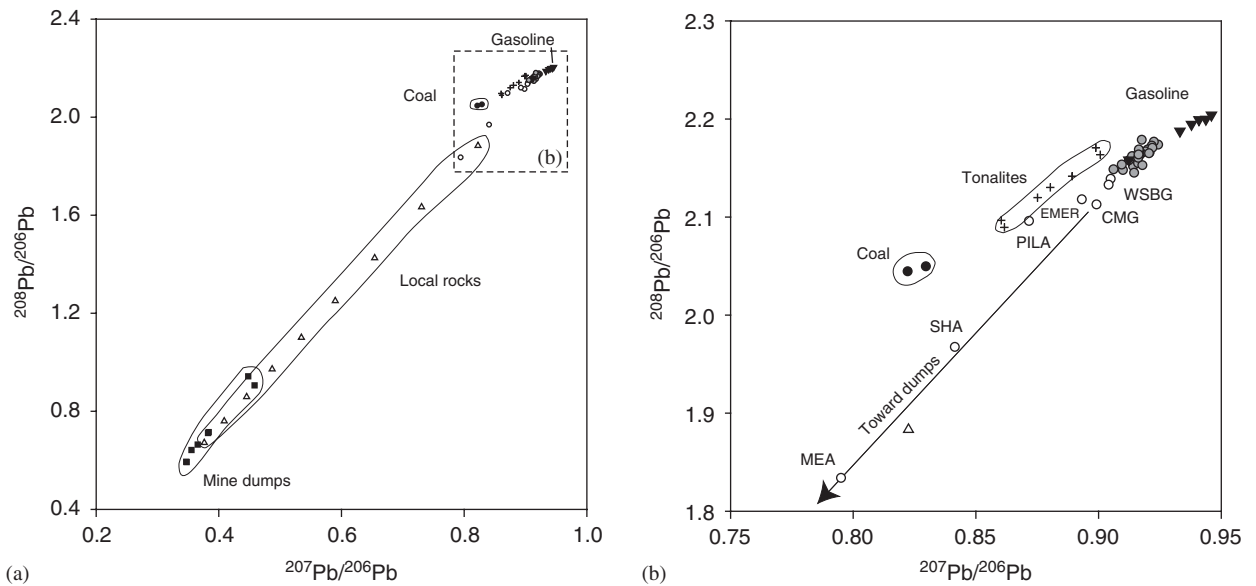 2.4
2.0
1.6
1.2
0.8
0.4
0.2
0.4
0.6
0.8
1.0
²⁰⁸Pb/²⁰⁶Pb
²⁰⁷Pb/²⁰⁶Pb
Gasoline
Coal
(b)
Local rocks
Mine dumps
(a)
2.3
2.2
2.1
2.0
1.9
1.8
0.75
0.80
0.85
0.90
0.95
²⁰⁸Pb/²⁰⁶Pb
²⁰⁷Pb/²⁰⁶Pb
Gasoline
Tonalites
WSBG
EMER
CMG
PILA
Coal
SHA
Toward dumps
MEA
(b)